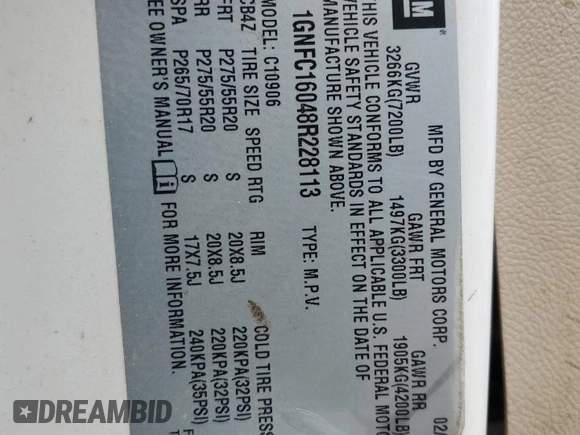 GM
MFD BY GENERAL MOTORS CORP. 02/
GVWR GAWR FRT GAWR RR
3266KG(7200LB) 1497KG(3300LB) 1905KG(4200LB)
THIS VEHICLE CONFORMS TO ALL APPLICABLE U.S. FEDERAL MOTO
VEHICLE SAFETY STANDARDS IN EFFECT ON THE DATE OF
MANUFACTURE SHOWN ABOVE.
1GNFC16048R228113 TYPE: M.P.V.
MODEL: C10906
CB4Z TIRE SIZE SPEED RTG RIM COLD TIRE PRESS
FRT P275/55R20 S 20X8.5J 220KPA(32PSI)
RR P275/55R20 S 20X8.5J 220KPA(32PSI)
SPA P265/70R17 S 17X7.5J 240KPA(35PSI)
SEE OWNER'S MANUAL FOR MORE INFORMATION.
DREAMBID